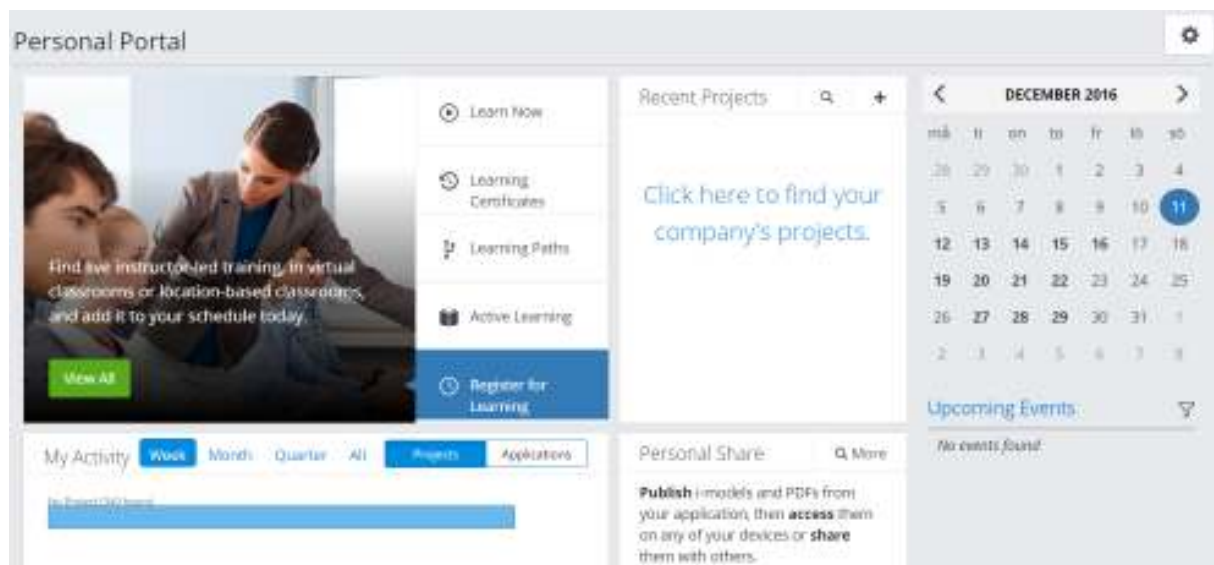 Personal Portal
Learn Now
Learning
Certificates
Learning Paths
Active Learning
Register for
Learning
Find live instructor-led training, in virtual
classrooms or location-based classrooms,
and add it to your schedule today.
View All
Recent Projects
Click here to find your
company's projects.
DECEMBER 2016
må ti on to fr lö sö
28 29 30 1 2 3 4
5 6 7 8 9 10 11
12 13 14 15 16 17 18
19 20 21 22 23 24 25
26 27 28 29 30 31 1
2 3 4 5 6 7 8
Upcoming Events
No events found
My Activity Week Month Quarter All Projects Applications
Personal Share More
Publish i-models and PDFs from
your application, then access them
on any of your devices or share
them with others.